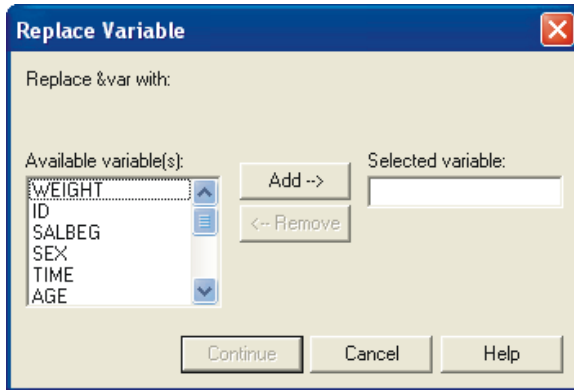 Replace Variable
Replace &var with:
Available variable(s):
WEIGHT
ID
SALBEG
SEX
TIME
AGE
Add -->
<-- Remove
Selected variable:
Continue
Cancel
Help